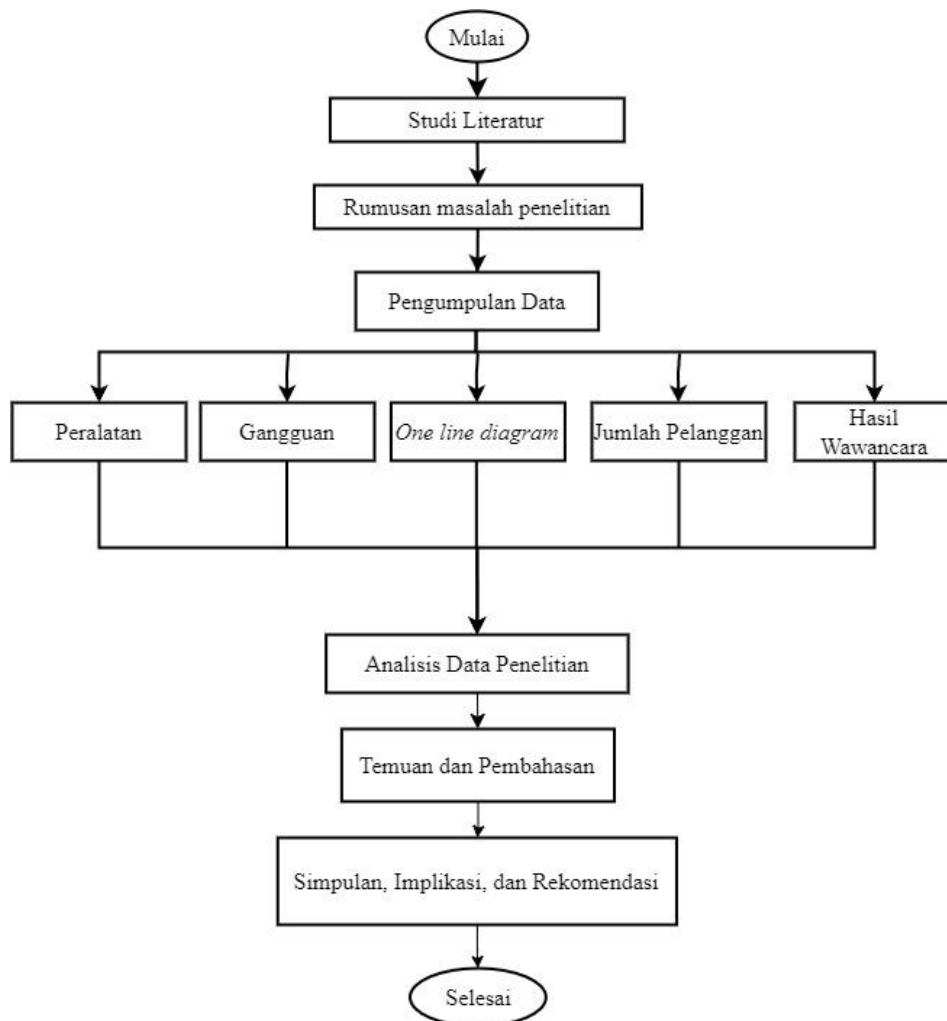 Mulai
Studi Literatur
Rumusan masalah penelitian
Pengumpulan Data
Peralatan
Gangguan
One line diagram
Jumlah Pelanggan
Hasil
Wawancara
Analisis Data Penelitian
Temuan dan Pembahasan
Simpulan, Implikasi, dan Rekomendasi
Selesai